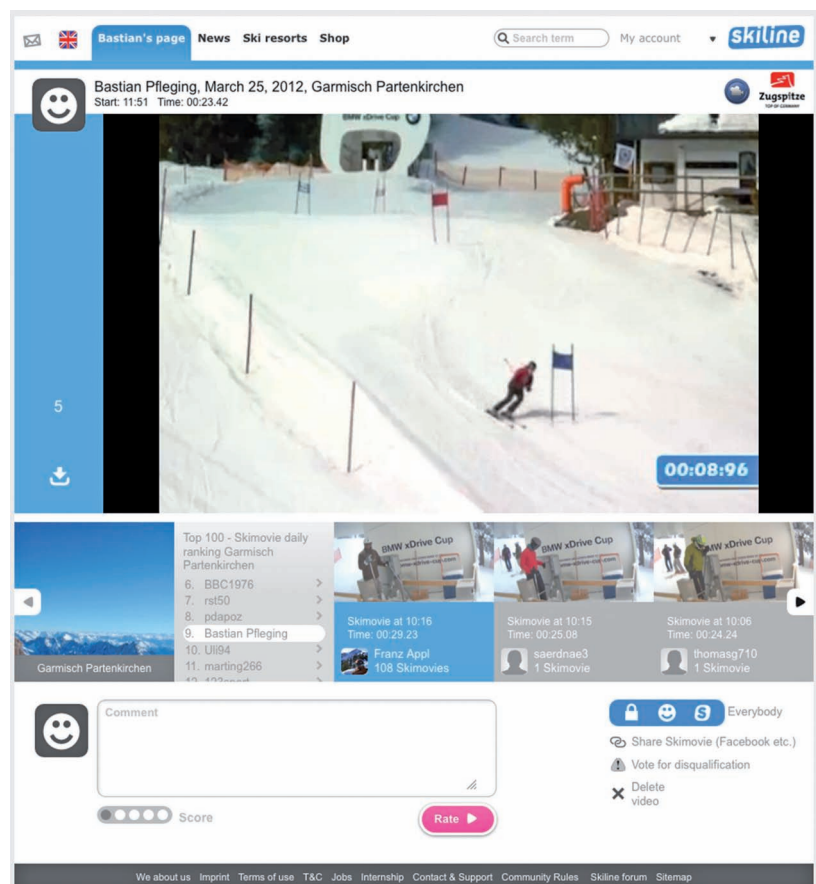 Bastian's page News Ski resorts Shop Search term My account skiline
Bastian Pfleging, March 25, 2012, Garmisch Partenkirchen
Start: 11:51 Time: 00:23.42
Zugspitze
TOP OF GERMANY
BMW xDrive Cup
5
00:08:96
Top 100 - Skimovie daily
ranking Garmisch
Partenkirchen
6. BBC1976
7. rst50
8. pdapoz
9. Bastian Pfleging
10. Uli94
11. marting266
12. 123sport
Garmisch Partenkirchen
BMW xDrive Cup
Skimovie at 10:16
Time: 00:29.23
Franz Appl
108 Skimovies
BMW xDrive Cup
Skimovie at 10:15
Time: 00:25.08
saerdnae3
1 Skimovie
BMW xDrive Cup
Skimovie at 10:06
Time: 00:24.24
thomasg710
1 Skimovie
Comment
Score
Rate
Everybody
Share Skimovie (Facebook etc.)
Vote for disqualification
Delete
video
We about us Imprint Terms of use T&C Jobs Internship Contact & Support Community Rules Skiline forum Sitemap